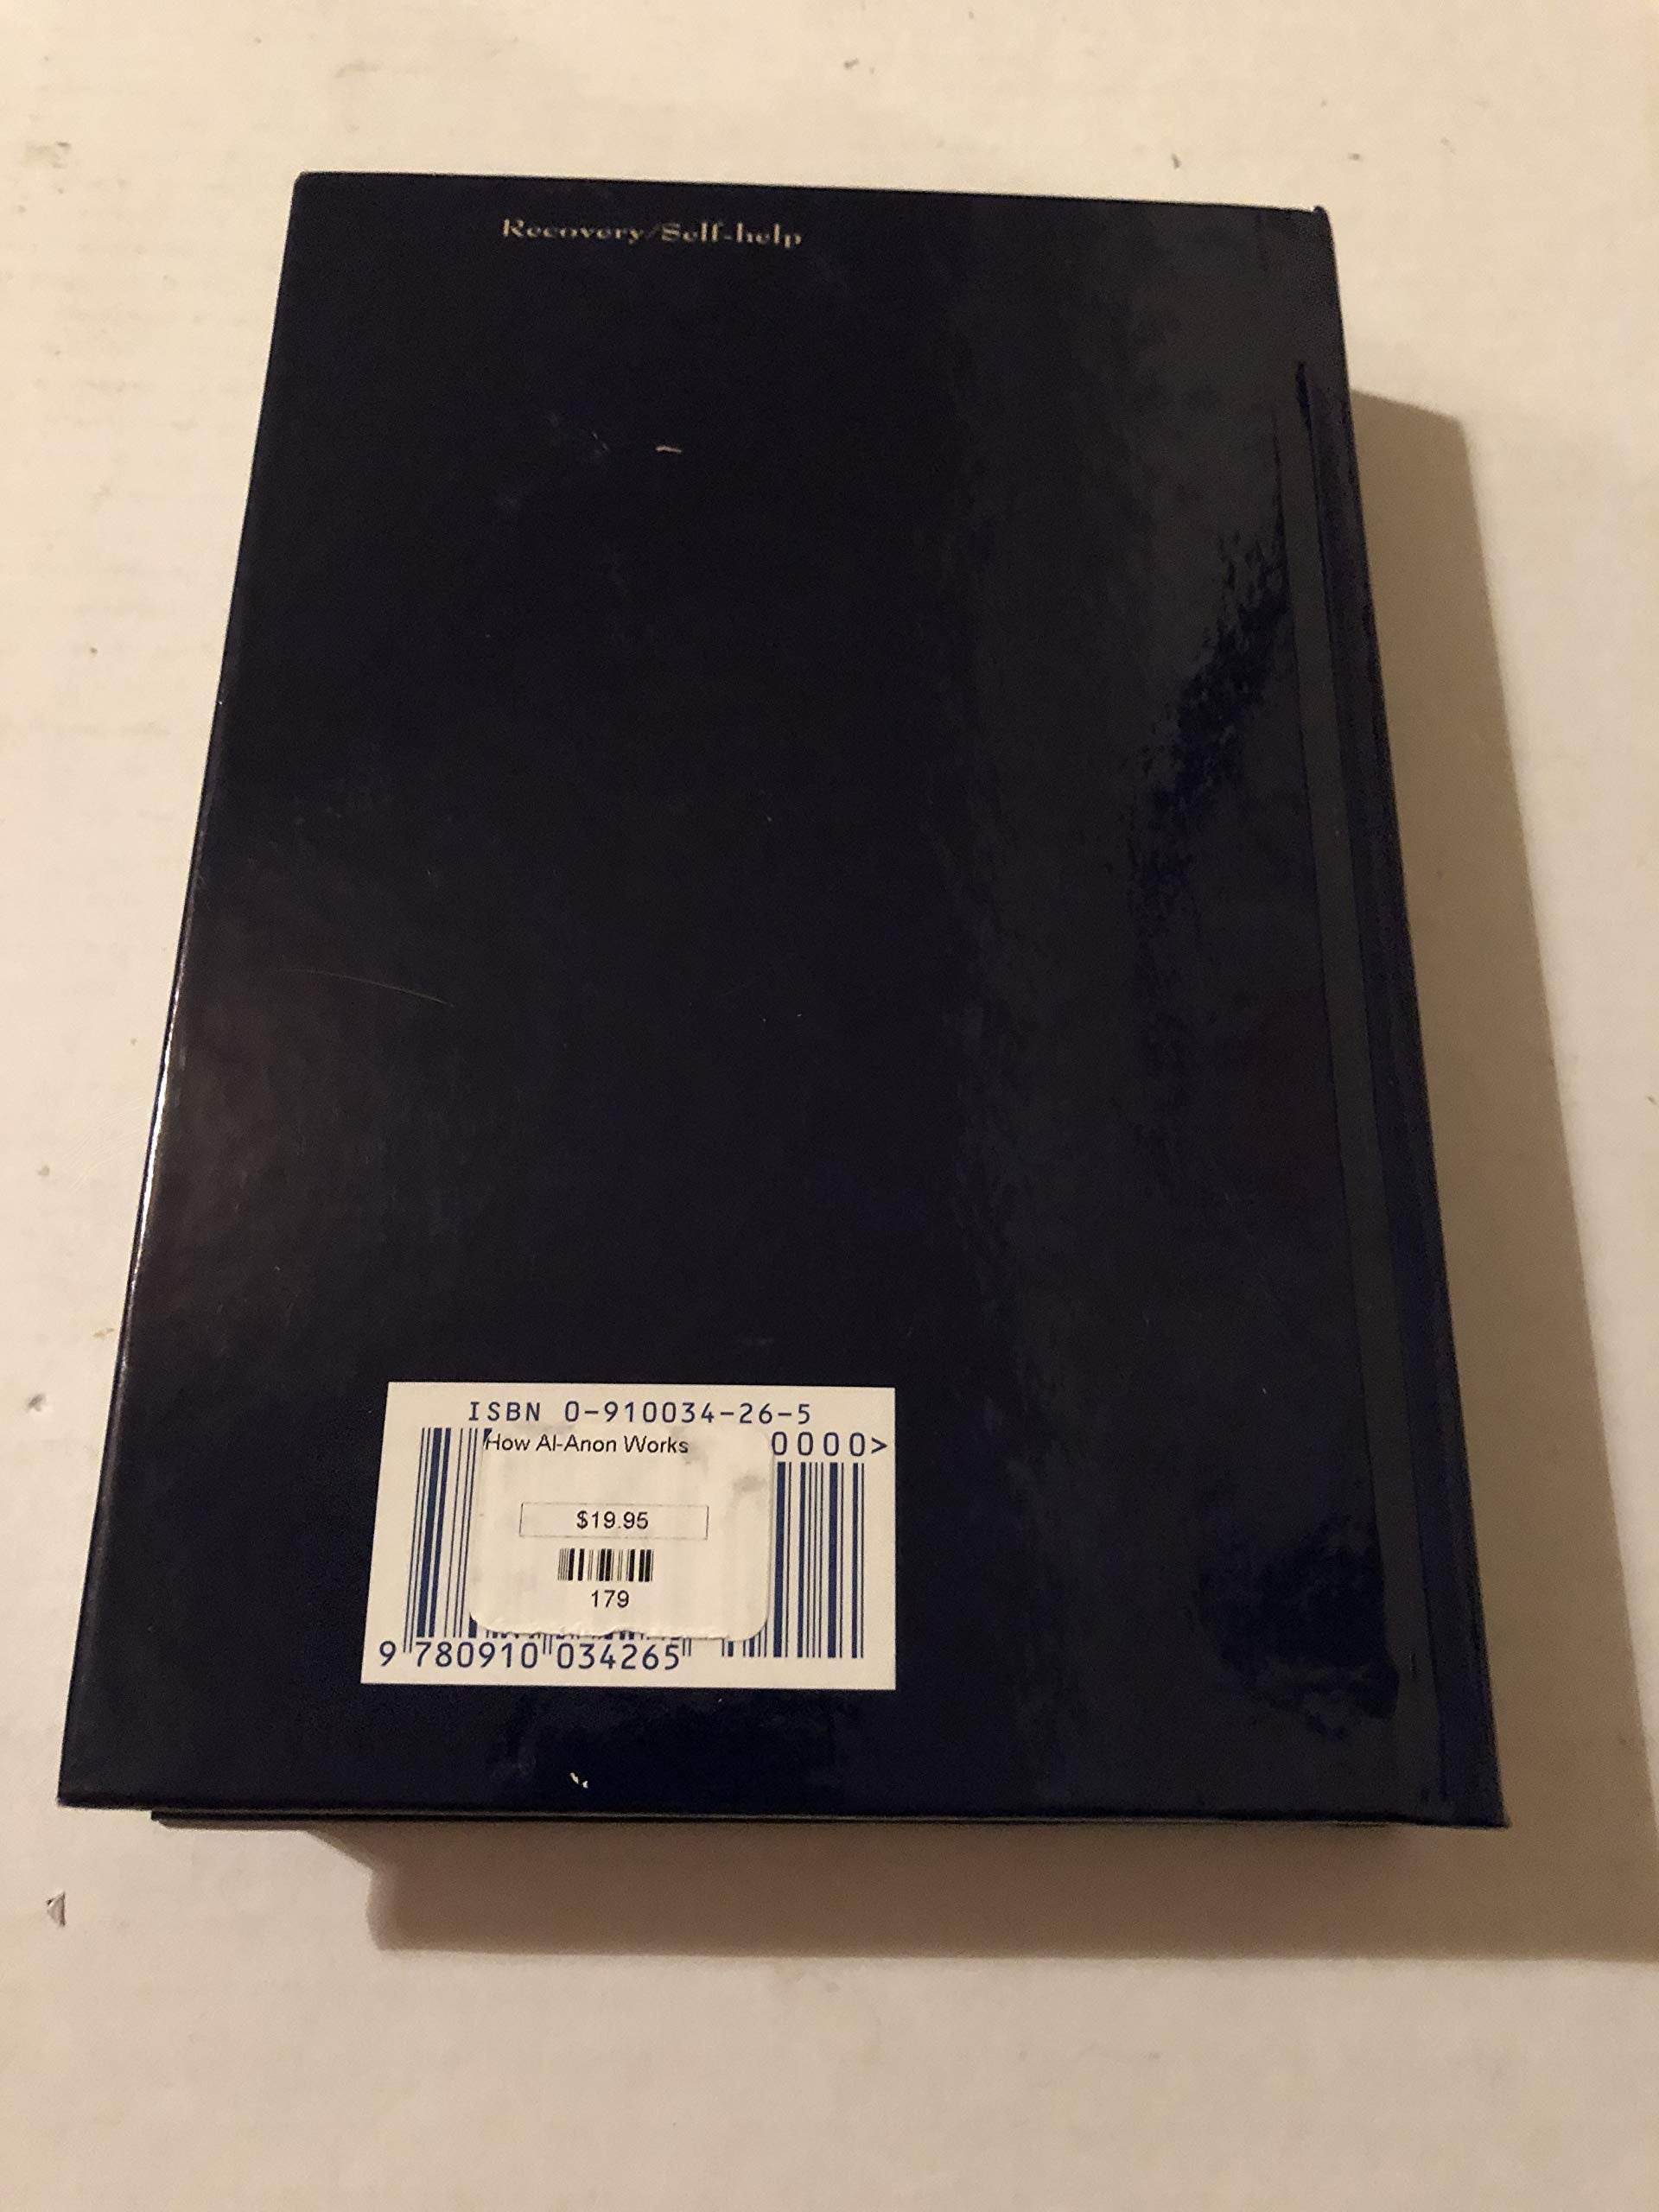 Recovery/Self-help
ISBN 0-910034-26-5
How Al-Anon Works
0000>
$19.95
179
9 780910 034265